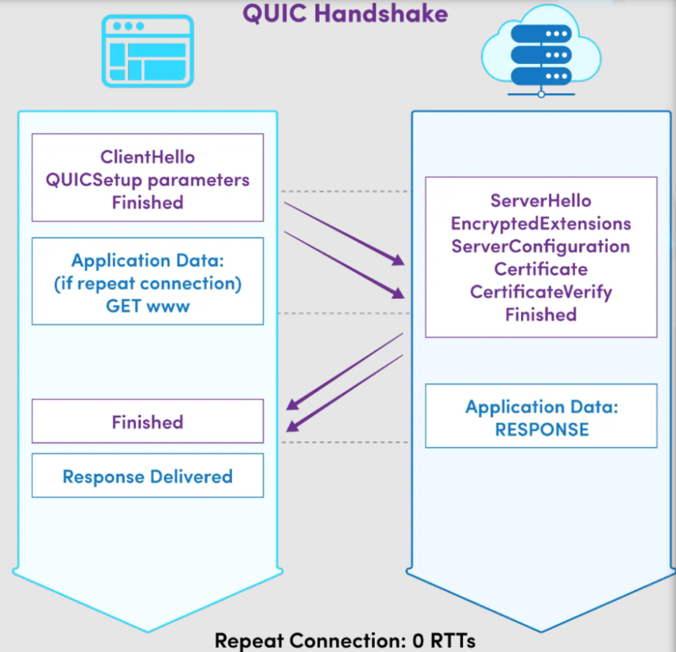 QUIC Handshake
ClientHello
QUICSetup parameters
Finished
Application Data:
(if repeat connection)
GET www
Finished
Response Delivered
ServerHello
EncryptedExtensions
ServerConfiguration
Certificate
CertificateVerify
Finished
Application Data:
RESPONSE
Repeat Connection: 0 RTTs